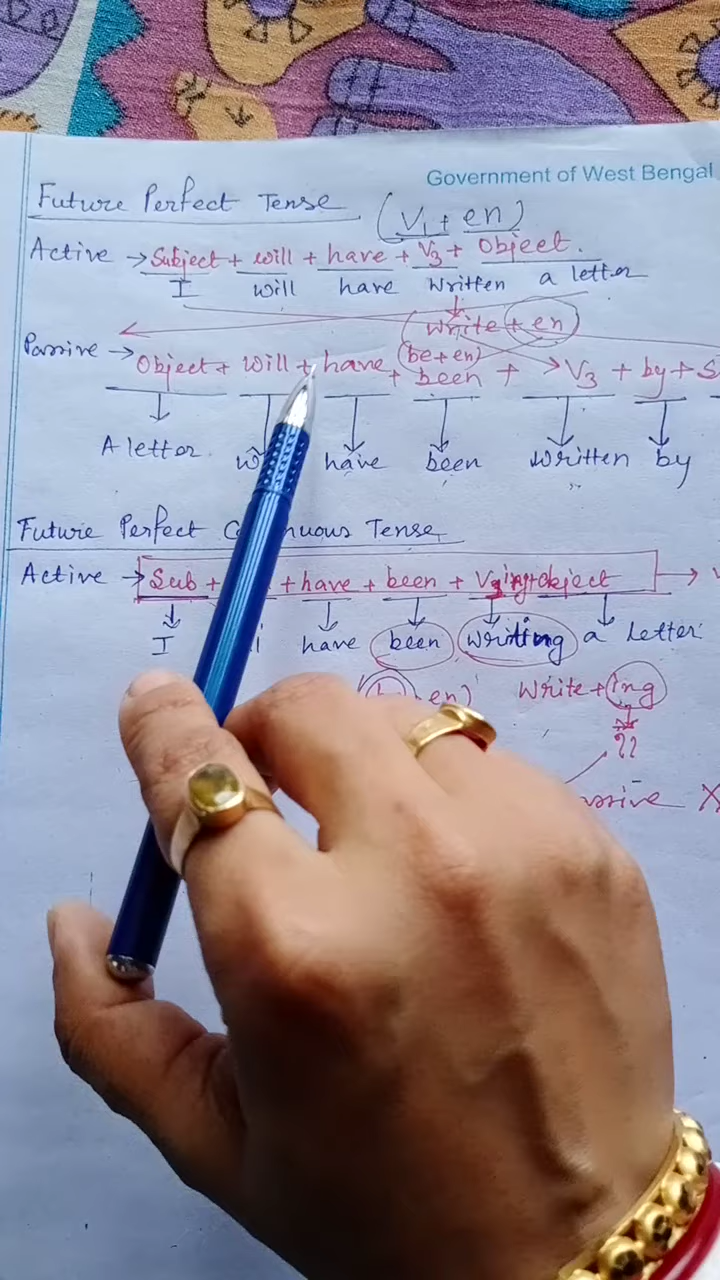 Government of West Bengal
Future Perfect Tense
(V1 + en)
Active → Subject + will + have + V3 + Object.
I will have written a letter
(write + en)
Passive → Object + will + have + (be + en) been + V3 + by + S
A letter have been written by
Future Perfect Tense
Active → Sub + + have + been + Ving + object →
I have been writing a letter
en) Write + ing
??
X